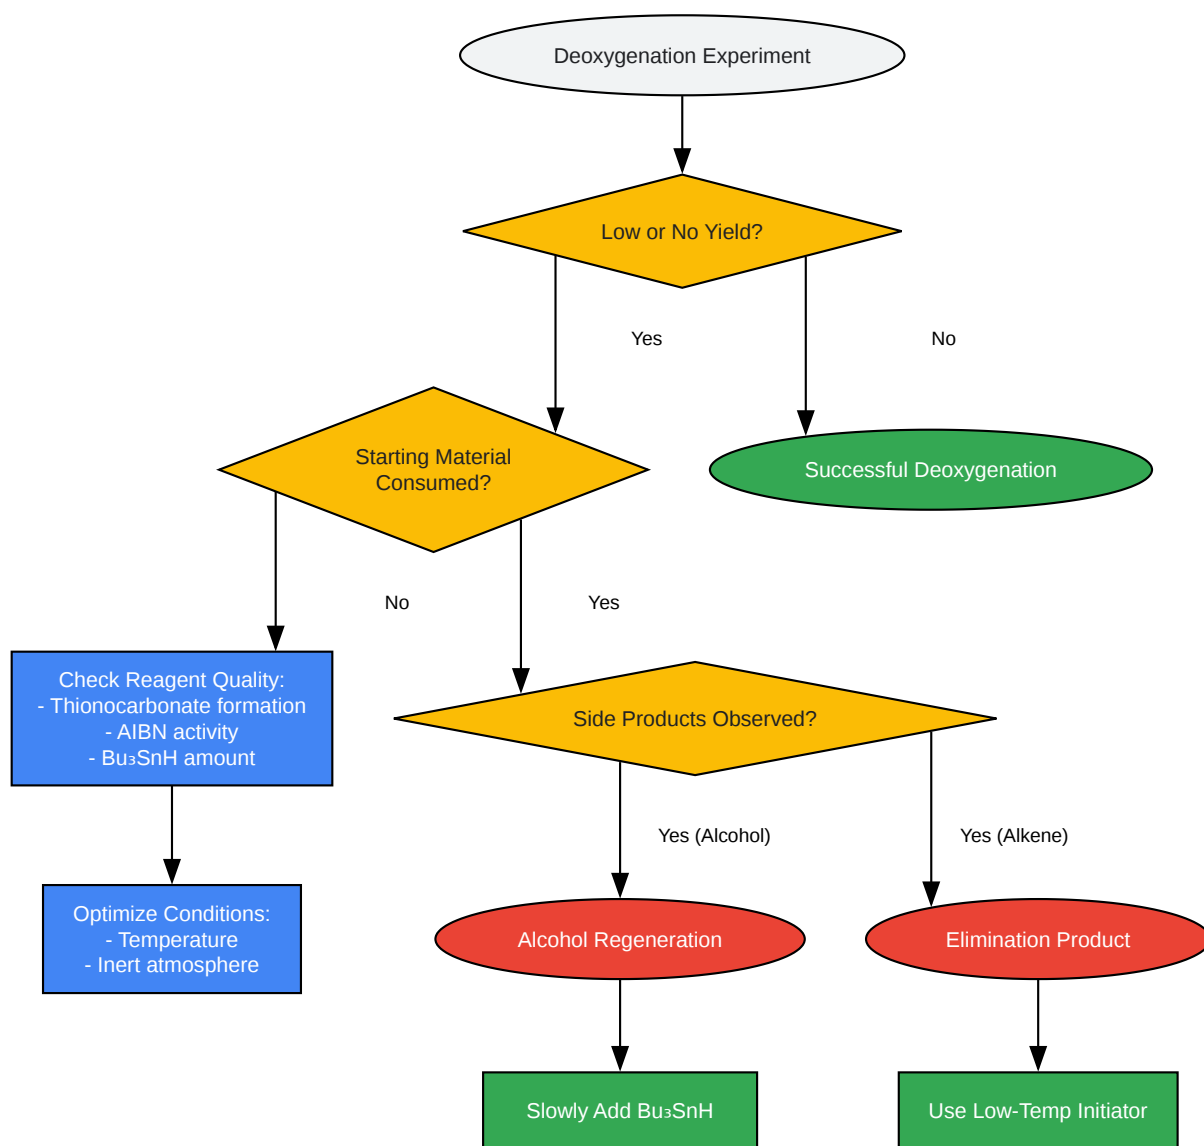 Deoxygenation Experiment
Low or No Yield?
Yes
No
Starting Material
Consumed?
Successful Deoxygenation
No
Yes
Check Reagent Quality:
- Thionocarbonate formation
- AIBN activity
- Bu₃SnH amount
Side Products Observed?
Yes (Alcohol)
Yes (Alkene)
Optimize Conditions:
- Temperature
- Inert atmosphere
Alcohol Regeneration
Elimination Product
Slowly Add Bu₃SnH
Use Low-Temp Initiator